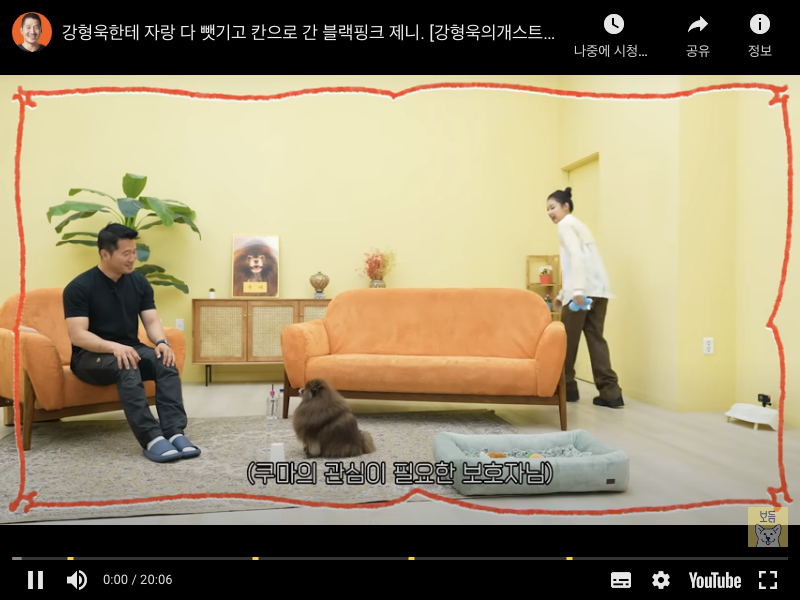 강형욱한테 자랑 다 뺏기고 칸으로 간 블랙핑크 제니. [강형욱의개스트...
나중에 시청...
공유
정보
(쿠마의 관심이 필요한 보호자님)
보듬
0:00 / 20:06
YouTube